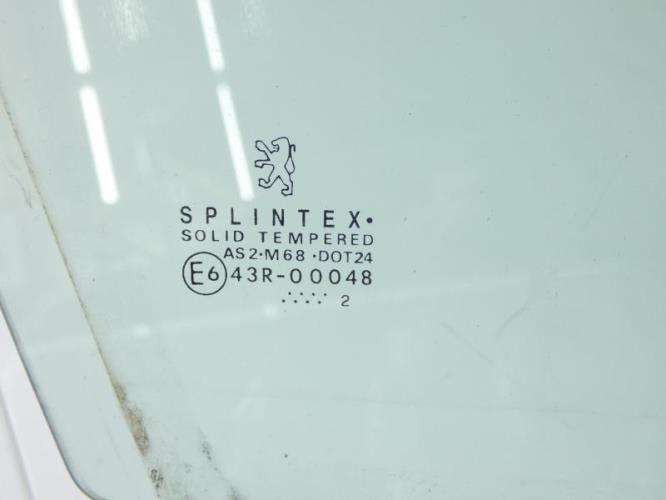 SPLINTEX•
SOLID TEMPERED
AS2•M68 •DOT24
E6 43R-00048
2